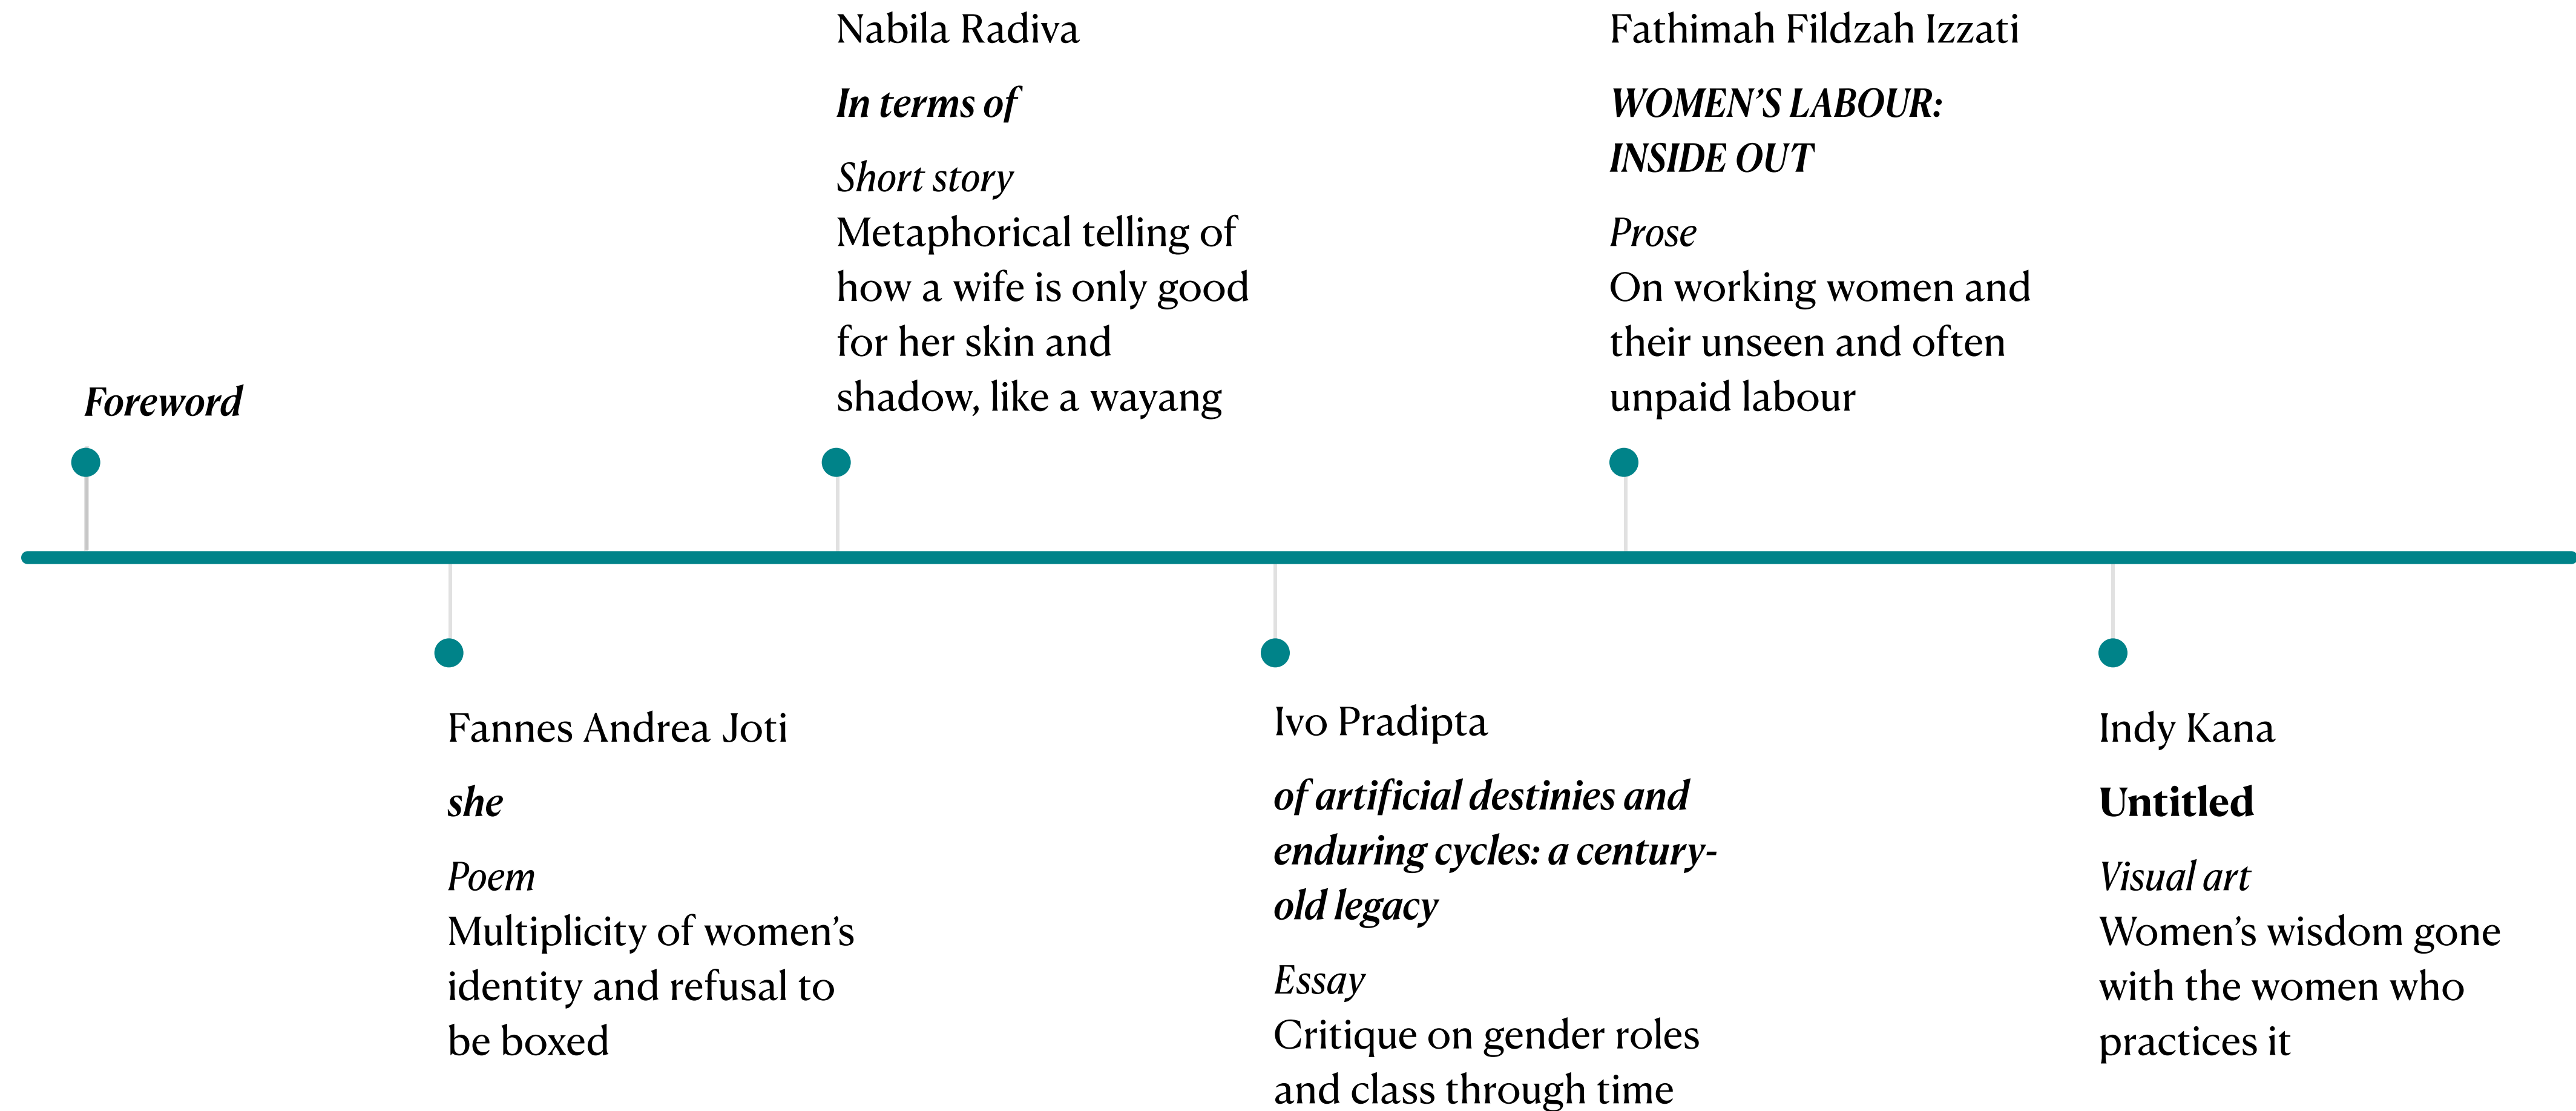 Foreword
Fannes Andrea Joti
she
Poem
Multiplicity of women’s
identity and refusal to
be boxed
Nabila Radiva
In terms of
Short story
Metaphorical telling of
how a wife is only good
for her skin and
shadow, like a wayang
Ivo Pradipta
of artificial destinies and
enduring cycles: a century-
old legacy
Essay
Critique on gender roles
and class through time
Fathimah Fildzah Izzati
WOMEN’S LABOUR:
INSIDE OUT
Prose
On working women and
their unseen and often
unpaid labour
Indy Kana
Untitled
Visual art
Women’s wisdom gone
with the women who
practices it